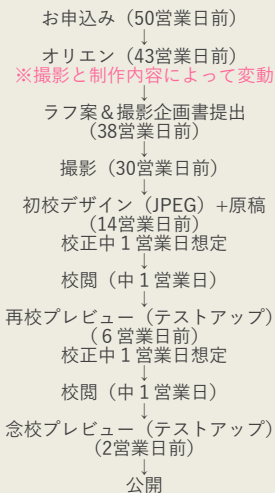 お申込み（50営業日前）
↓
オリエン（43営業日前）
※撮影と制作内容によって変動
↓
ラフ案＆撮影企画書提出
（38営業日前）
↓
撮影（30営業日前）
↓
初校デザイン（JPEG）+原稿
（14営業日前）
校正中１営業日想定
↓
校閲（中１営業日）
↓
再校プレビュー（テストアップ）
（６営業日前）
校正中１営業日想定
↓
校閲（中１営業日）
↓
念校プレビュー（テストアップ）
（2営業日前）
↓
公開